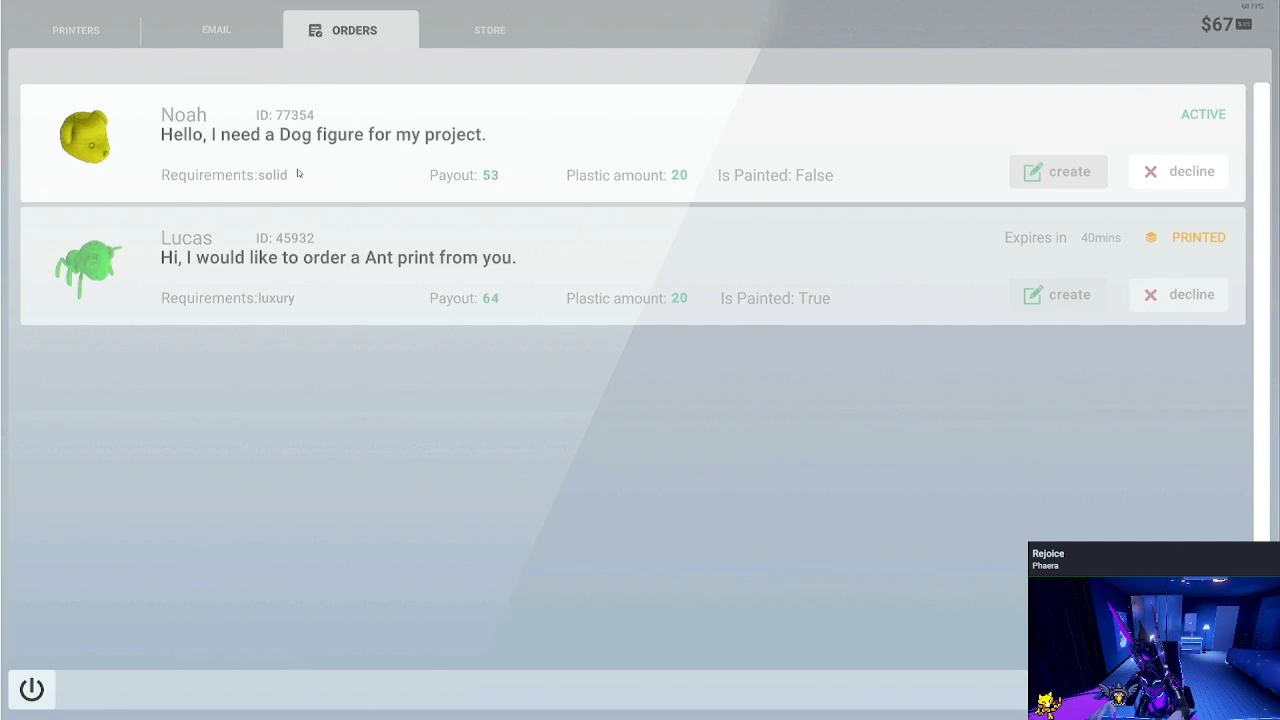 PRINTERS
EMAIL
ORDERS
STORE
60 FPS
$67
Noah
ID: 77354
ACTIVE
Hello, I need a Dog figure for my project.
Requirements:solid
Payout: 53
Plastic amount: 20
Is Painted: False
create
decline
Lucas
ID: 45932
Expires in 40mins
PRINTED
Hi, I would like to order a Ant print from you.
Requirements:luxury
Payout: 64
Plastic amount: 20
Is Painted: True
create
decline
Rejoice
Phaera